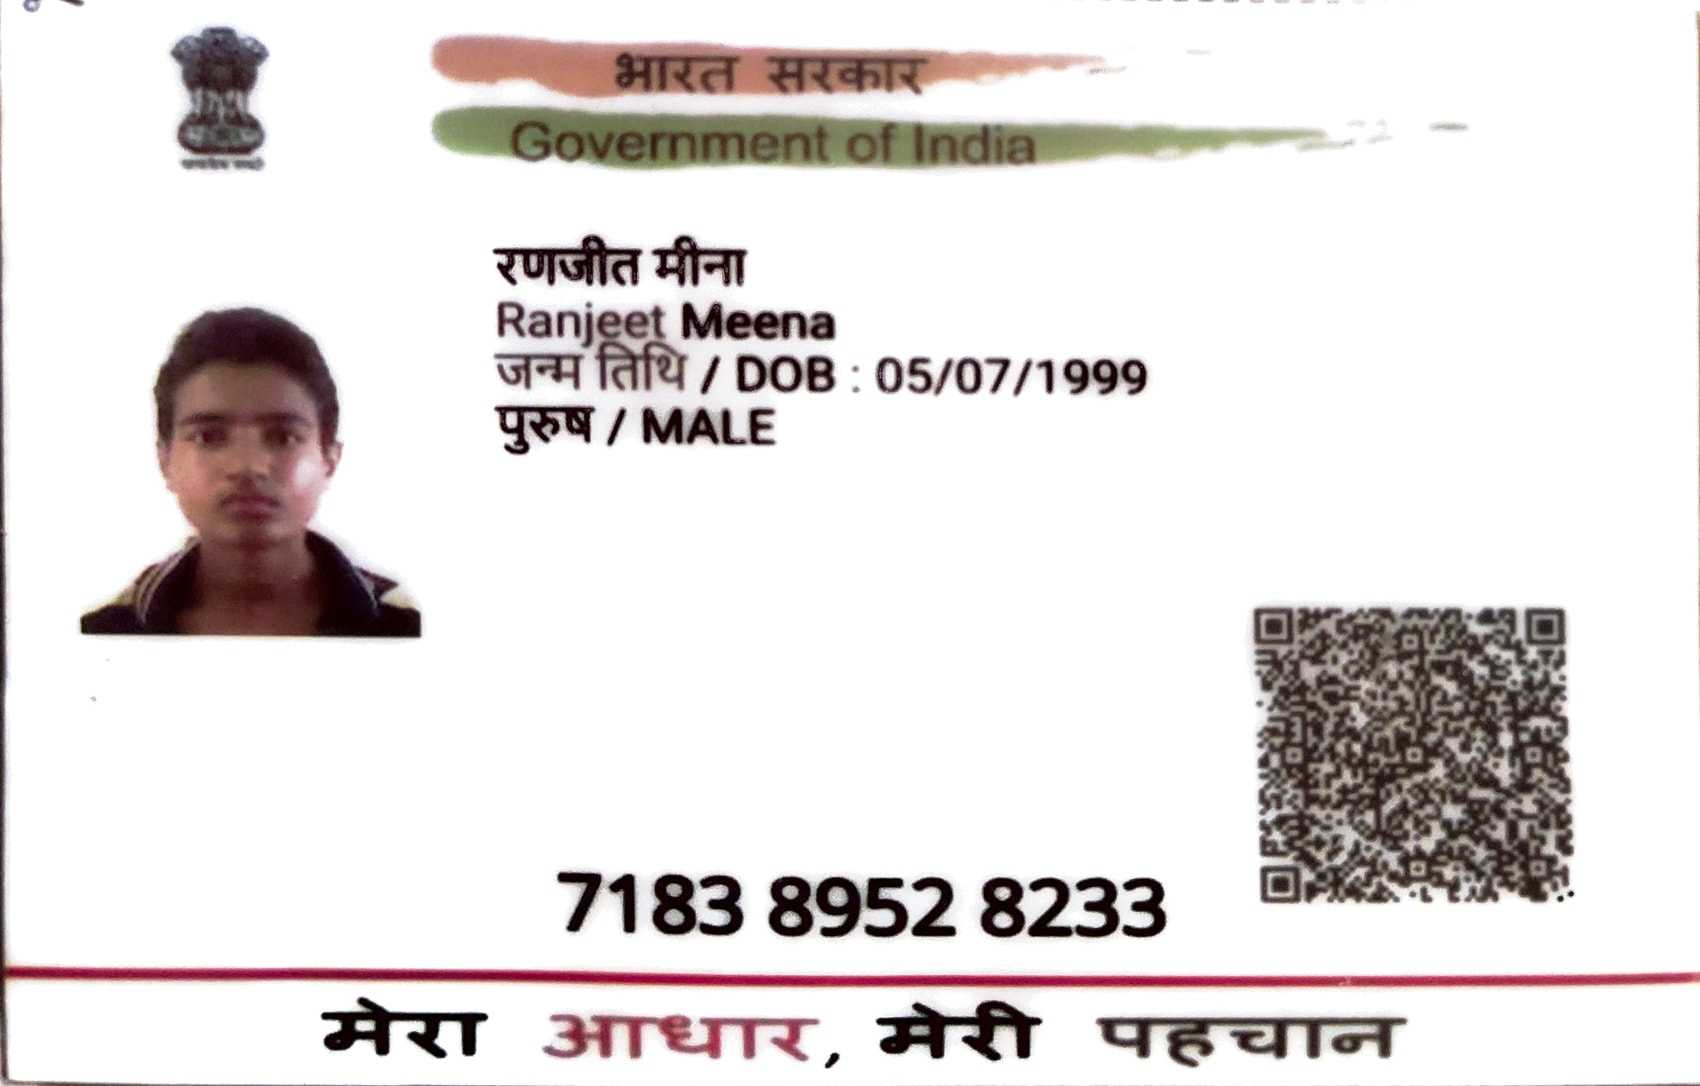 भारत सरकार
Government of India
रणजीत मीना
Ranjeet Meena
जन्म तिथि / DOB : 05/07/1999
पुरुष / MALE
7183 8952 8233
मेरा आधार, मेरी पहचान